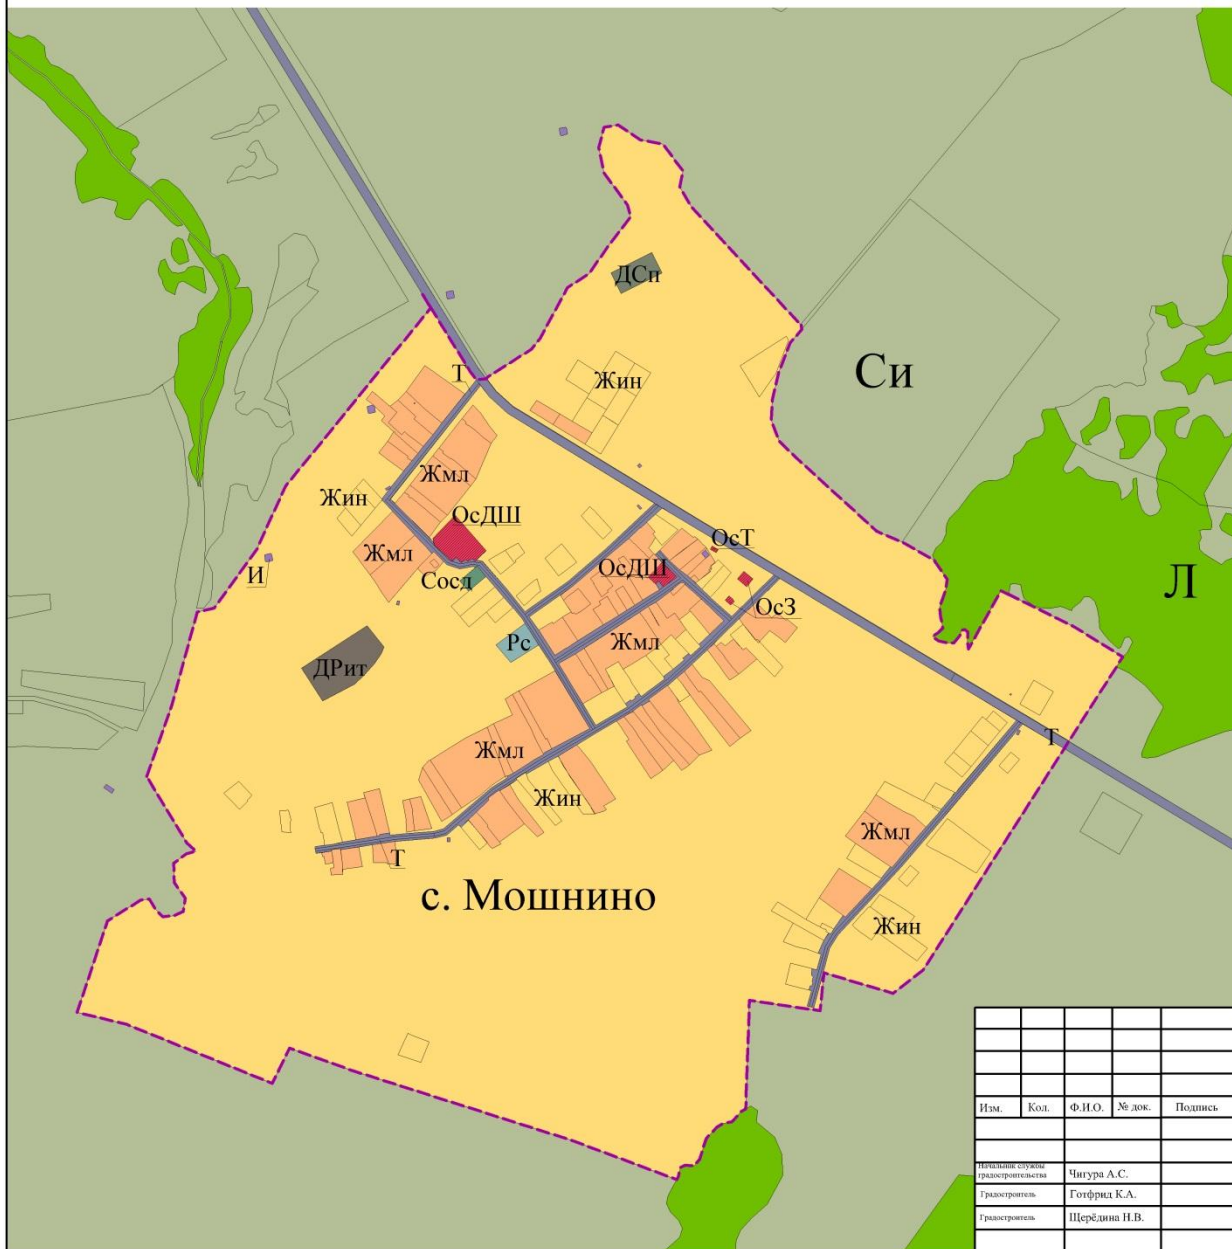 ДСп
Си
Т
Жин
Жмл
Жин
ОсДШ
ОсТ
Жмл
ОсДШ
И
Сосд
Л
ОсЗ
Рс
Жмл
ДРит
Т
Жмл
Жин
Жмл
Т
с. Мошнино
Жин
Изм. Кол. Ф.И.О. № док. Подпись
Начальник службы
градостроительства Чигура А.С.
Градостроитель Готфрид К.А.
Градостроитель Щерёдина Н.В.